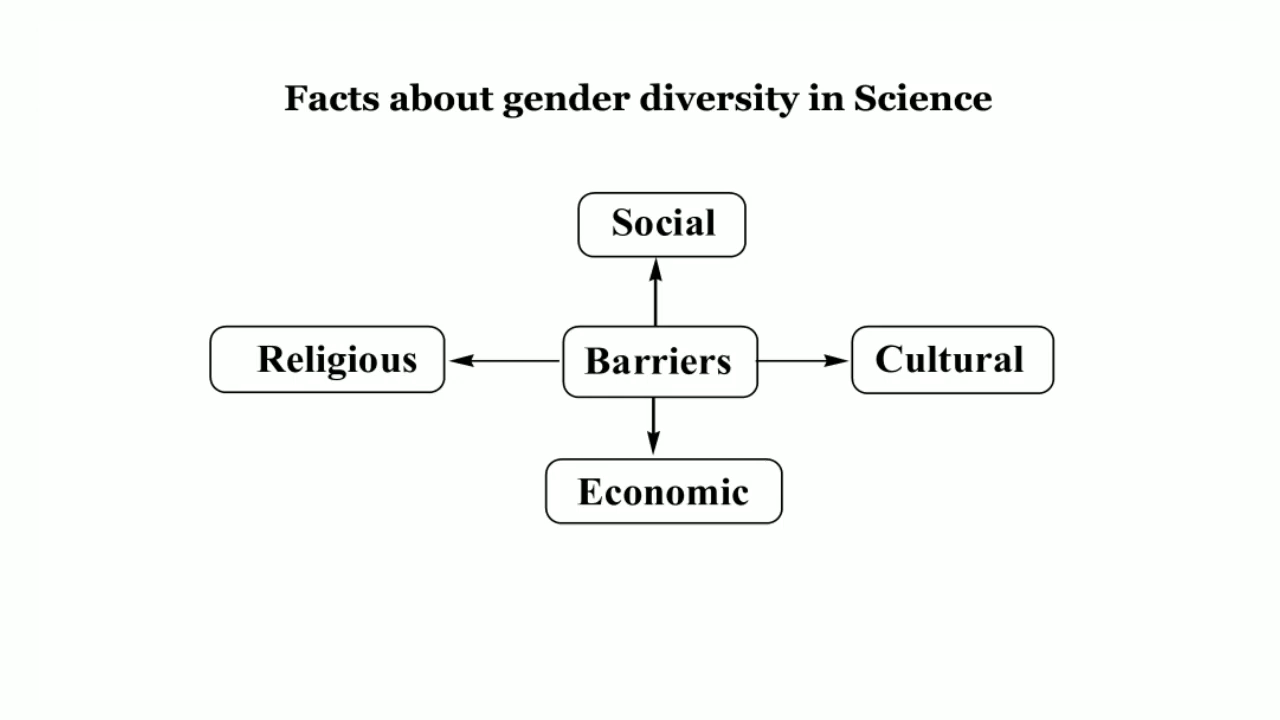 Facts about gender diversity in Science
Social
Religious
Barriers
Cultural
Economic